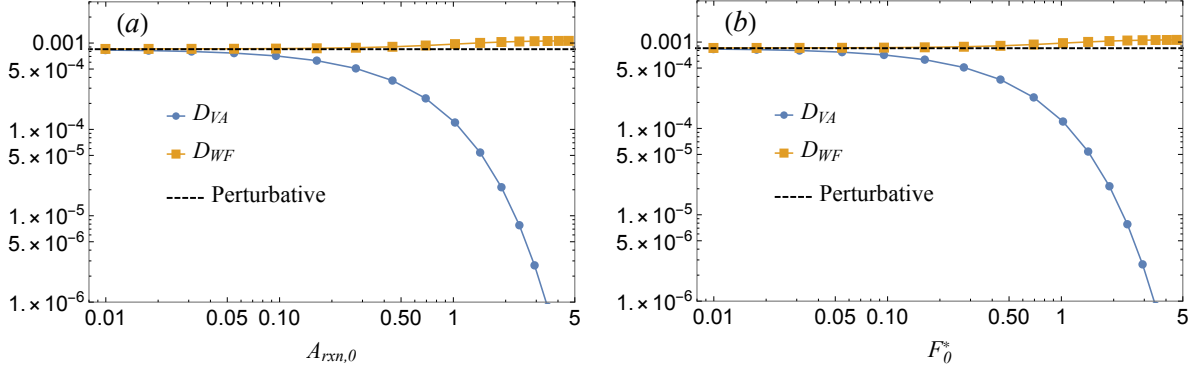 (a)
0.001
5. × 10⁻⁴
1. × 10⁻⁴
5. × 10⁻⁵
1. × 10⁻⁵
5. × 10⁻⁶
1. × 10⁻⁶
D_VA
D_WF
Perturbative
0.01 0.05 0.10 0.50 1 5
A_rxn,0
(b)
0.001
5. × 10⁻⁴
1. × 10⁻⁴
5. × 10⁻⁵
1. × 10⁻⁵
5. × 10⁻⁶
1. × 10⁻⁶
D_VA
D_WF
Perturbative
0.01 0.05 0.10 0.50 1 5
F₀*